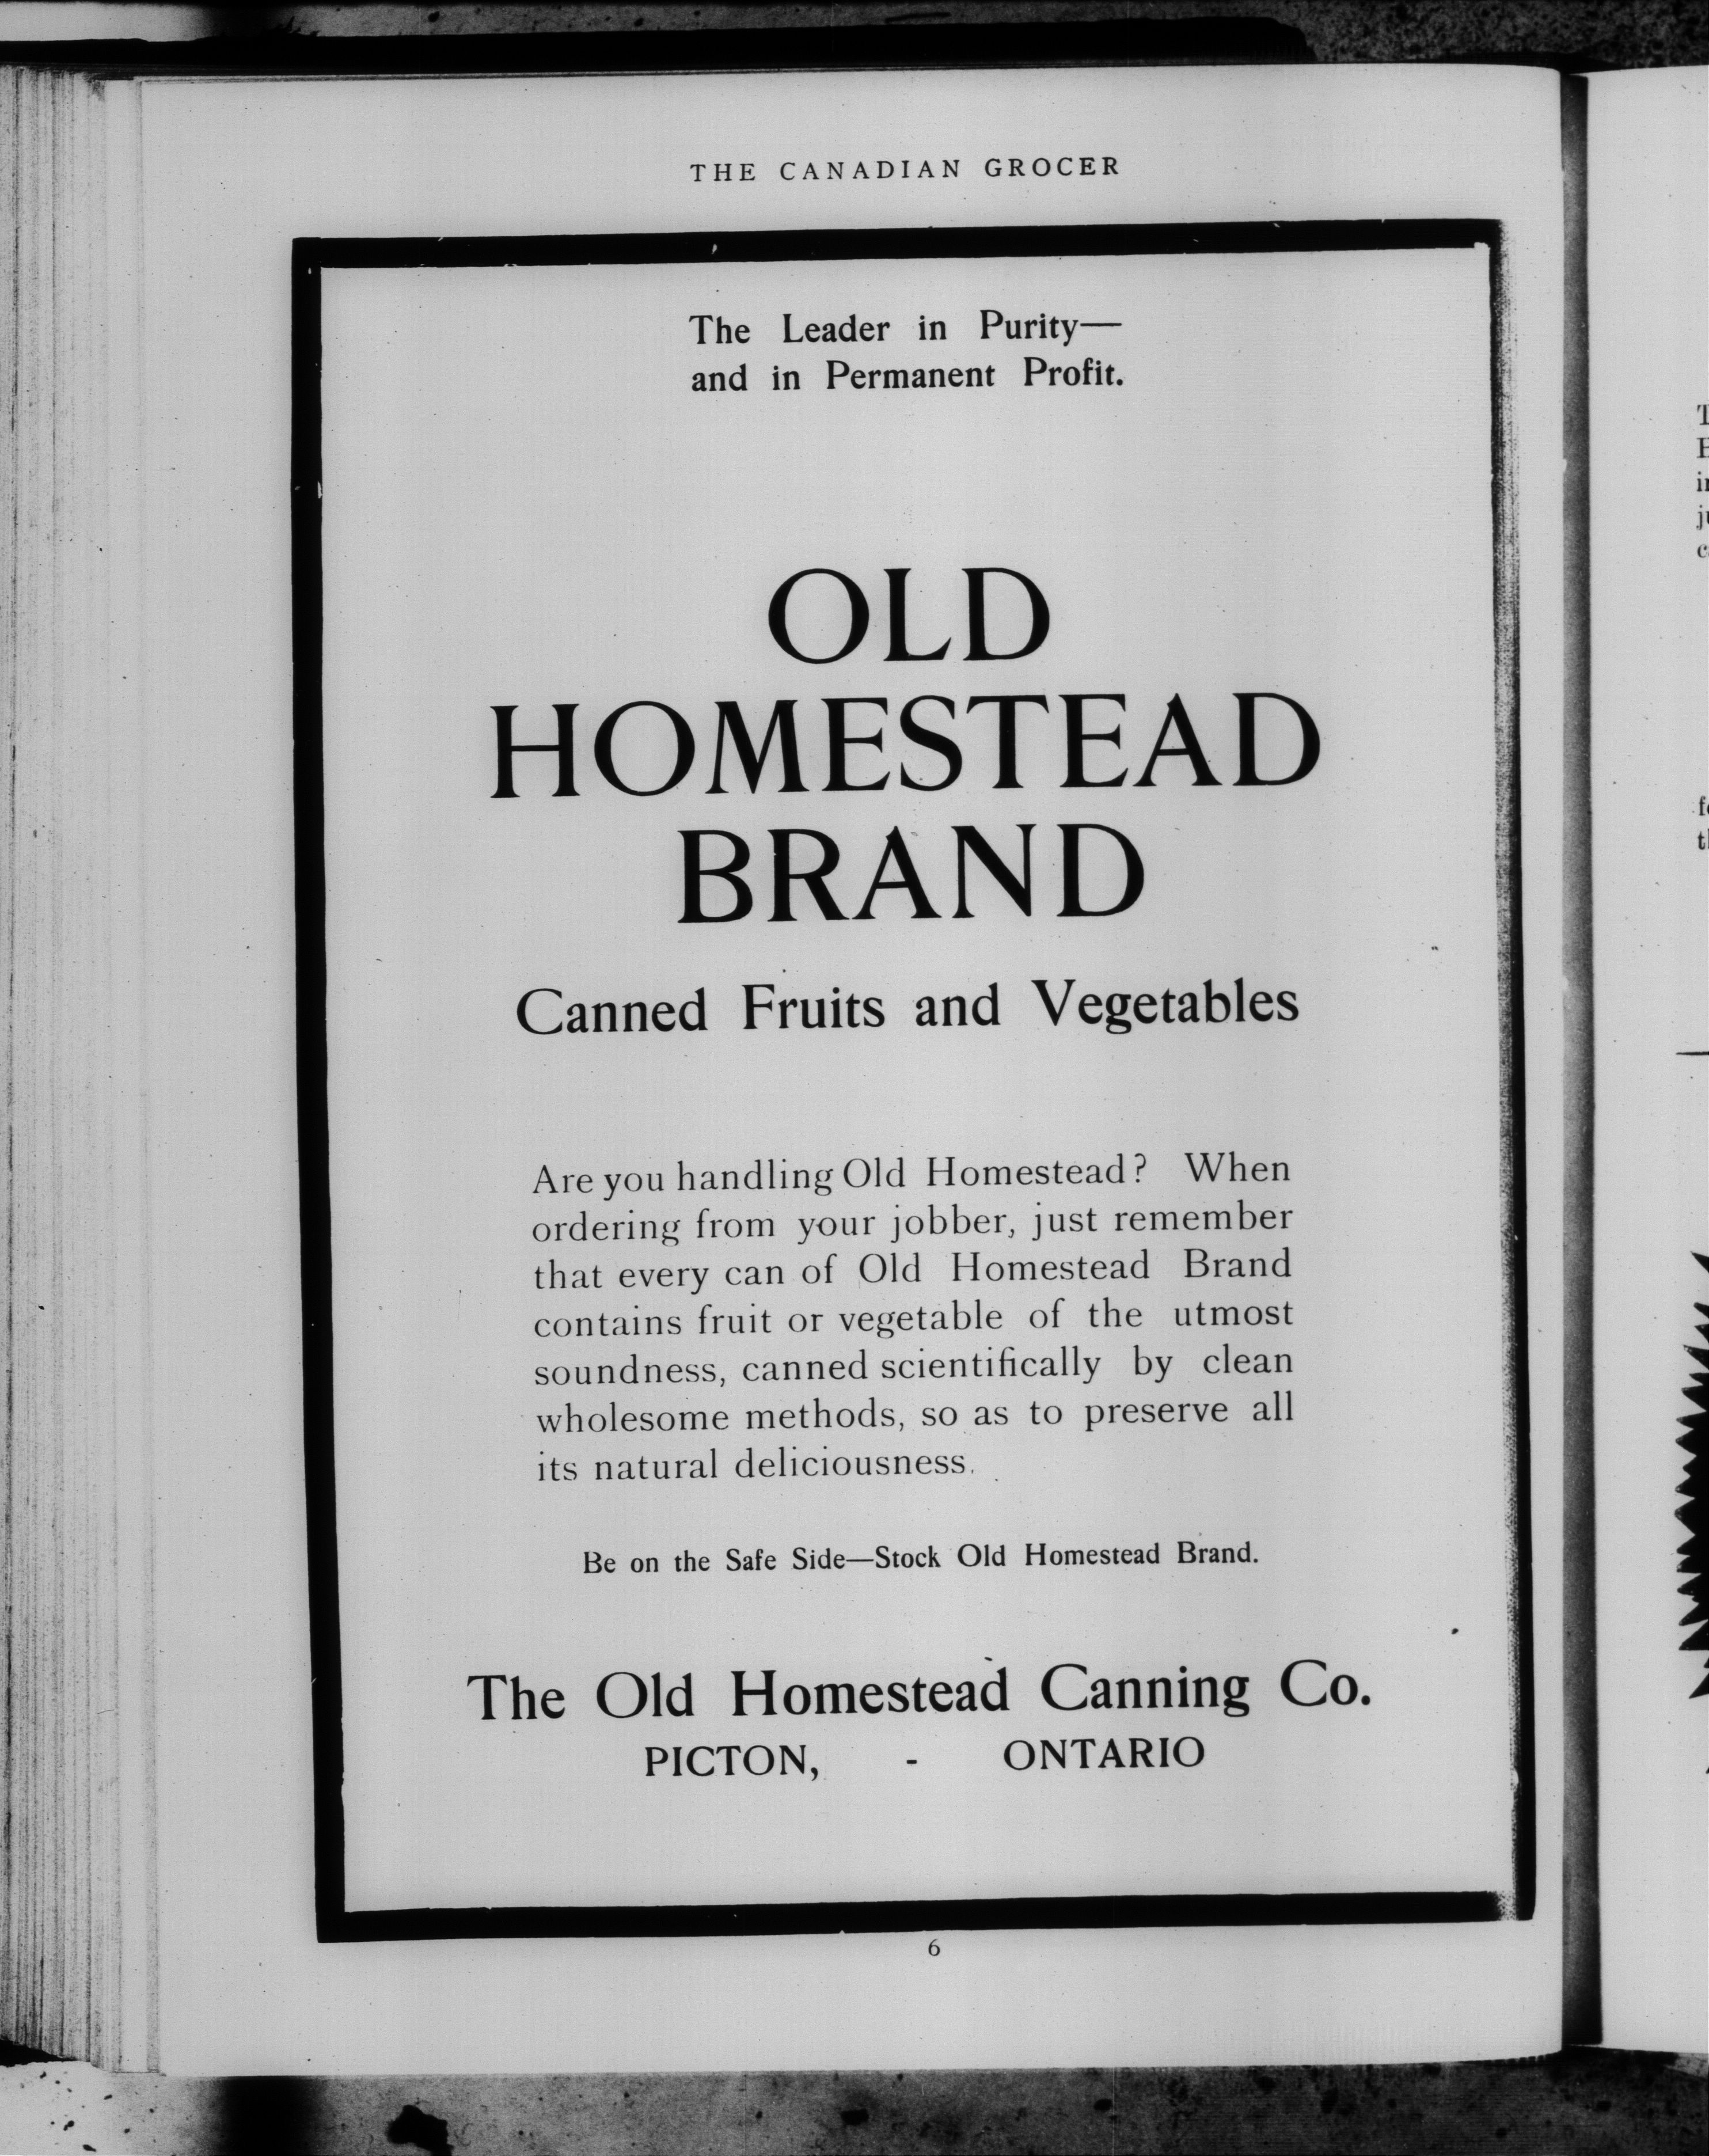 THE CANADIAN GROCER
The Leader in Purity—
and in Permanent Profit.
OLD
HOMESTEAD
BRAND
Canned Fruits and Vegetables
Are you handling Old Homestead? When
ordering from your jobber, just remember
that every can of Old Homestead Brand
contains fruit or vegetable of the utmost
soundness, canned scientifically by clean
wholesome methods, so as to preserve all
its natural deliciousness.
Be on the Safe Side—Stock Old Homestead Brand.
The Old Homestead Canning Co.
PICTON, - ONTARIO
6